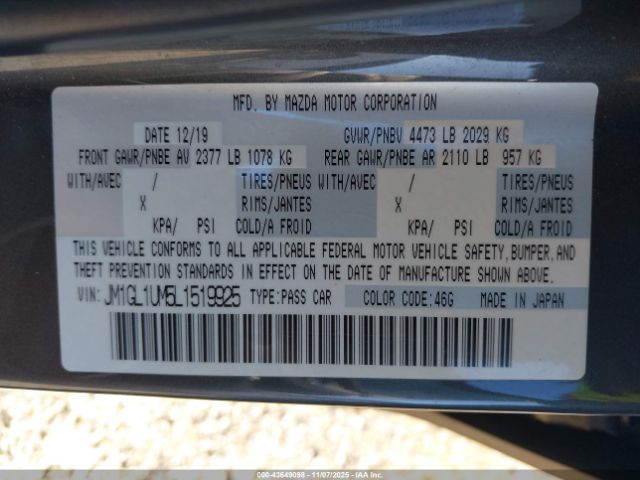 MFD. BY MAZDA MOTOR CORPORATION
DATE 12/19 GVWR/PNBV 4473 LB 2029 KG
FRONT GAWR/PNBE AV 2377 LB 1078 KG REAR GAWR/PNBE AR 2110 LB 957 KG
WITH/AVEC / TIRES/PNEUS WITH/AVEC / TIRES/PNEUS
X RIMS/JANTES X RIMS/JANTES
KPA/ PSI COLD/A FROID KPA/ PSI COLD/A FROID
THIS VEHICLE CONFORMS TO ALL APPLICABLE FEDERAL MOTOR VEHICLE SAFETY,BUMPER,AND
THEFT PREVENTION STANDARDS IN EFFECT ON THE DATE OF MANUFACTURE SHOWN ABOVE.
VIN: JM1GL1UM5L1519925 TYPE:PASS CAR COLOR CODE:46G MADE IN JAPAN
000-43649098 - 11/07/2025 - IAAI.CA